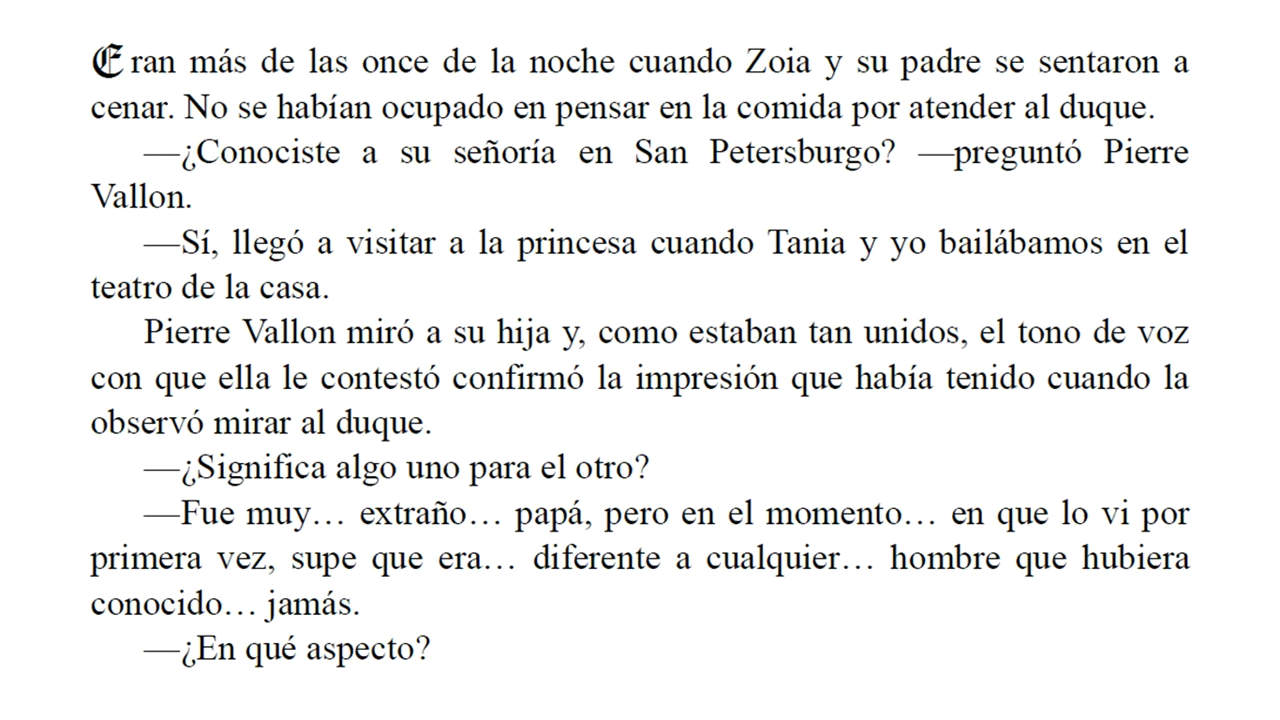 Eran más de las once de la noche cuando Zoia y su padre se sentaron a
cenar. No se habían ocupado en pensar en la comida por atender al duque.
—¿Conociste a su señoría en San Petersburgo? —preguntó Pierre
Vallon.
—Sí, llegó a visitar a la princesa cuando Tania y yo bailábamos en el
teatro de la casa.
Pierre Vallon miró a su hija y, como estaban tan unidos, el tono de voz
con que ella le contestó confirmó la impresión que había tenido cuando la
observó mirar al duque.
—¿Significa algo uno para el otro?
—Fue muy… extraño… papá, pero en el momento… en que lo vi por
primera vez, supe que era… diferente a cualquier… hombre que hubiera
conocido… jamás.
—¿En qué aspecto?